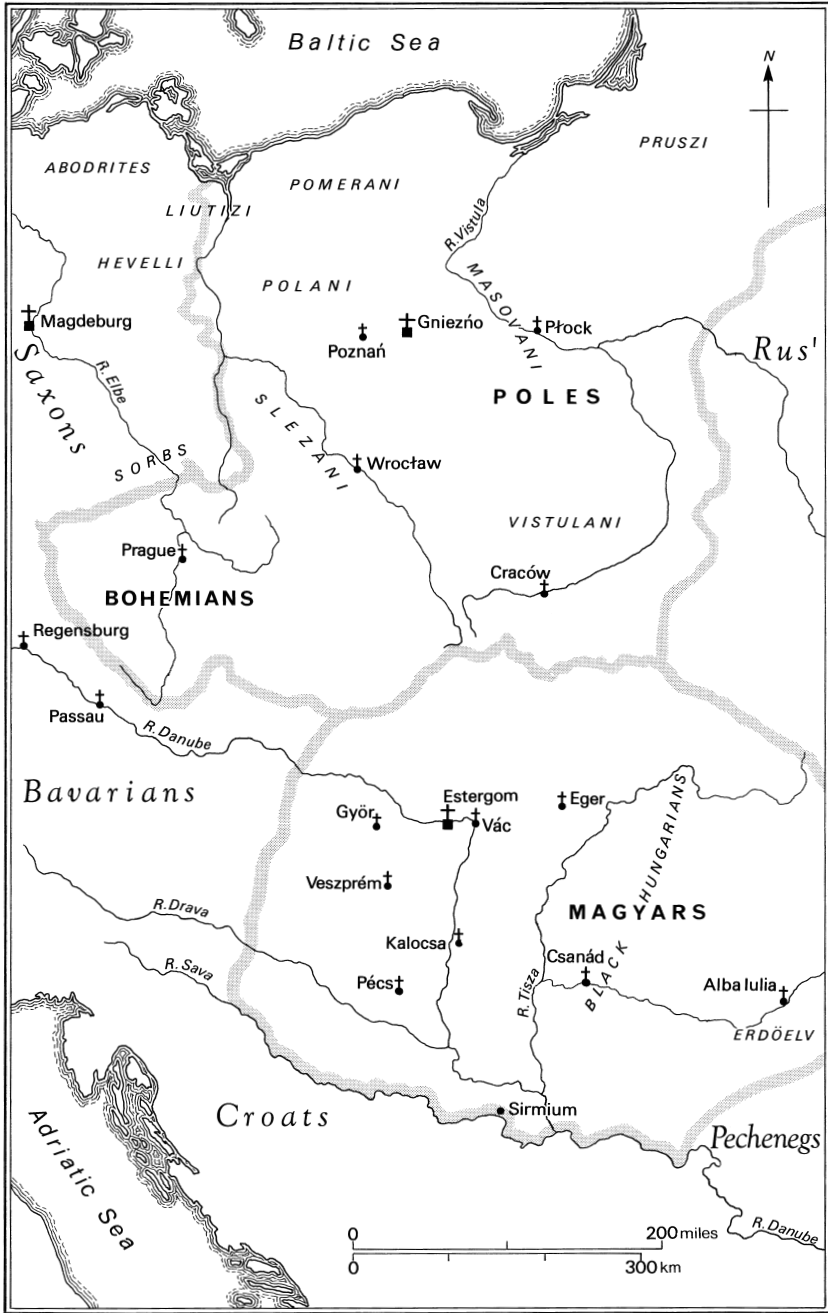 Baltic Sea
N
PRUSZI
ABODRITES
POMERANI
LIUTIZI
R.Vistula
HEVELLI
POLANI
MASOVANI
Magdeburg
Gniezńo
Płock
Poznań
Rus'
Saxons
R.Elbe
POLES
SLEZANI
SORBS
Wrocław
VISTULANI
Prague
Craców
BOHEMIANS
Regensburg
Passau
R.Danube
Bavarians
Estergom
Eger
Györ
Vác
HUNGARIANS
Veszprém
R.Drava
MAGYARS
Kalocsa
R.Sava
Csanád
BLACK
Pécs
R.Tisza
Alba Iulia
ERDÖELV
Adriatic Sea
Croats
Sirmium
Pechenegs
R.Danube
0 200 miles
0 300 km